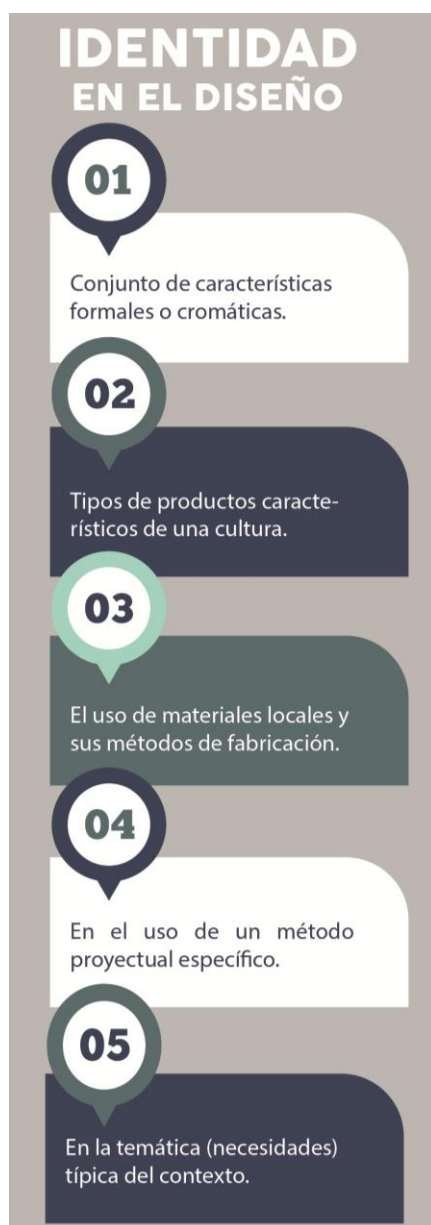 IDENTIDAD
EN EL DISEÑO
01
Conjunto de características
formales o cromáticas.
02
Tipos de productos caracte-
rísticos de una cultura.
03
El uso de materiales locales y
sus métodos de fabricación.
04
En el uso de un método
proyectual específico.
05
En la temática (necesidades)
típica del contexto.